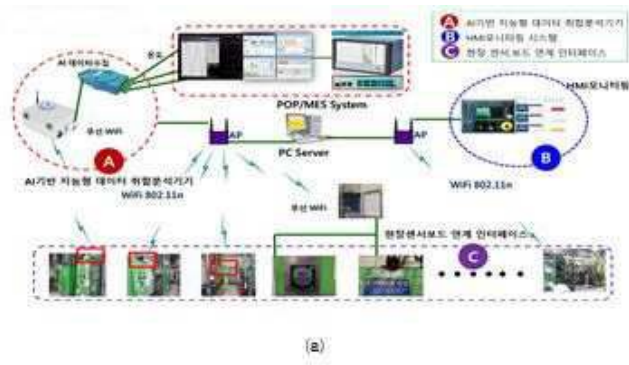 A AI기반 지능형 데이터 취합분석기기
B HMI모니터링 시스템
C 현장 센서보드 연계 인터페이스
AI 데이터수집
온도
POP/MES System
HMI모니터링
무선 WiFi
AP
PC Server
AP
A
B
AI기반 지능형 데이터 취합분석기기
WiFi 802.11n
WiFi 802.11n
무선 WiFi
현장센서보드 연계 인터페이스
C
(a)